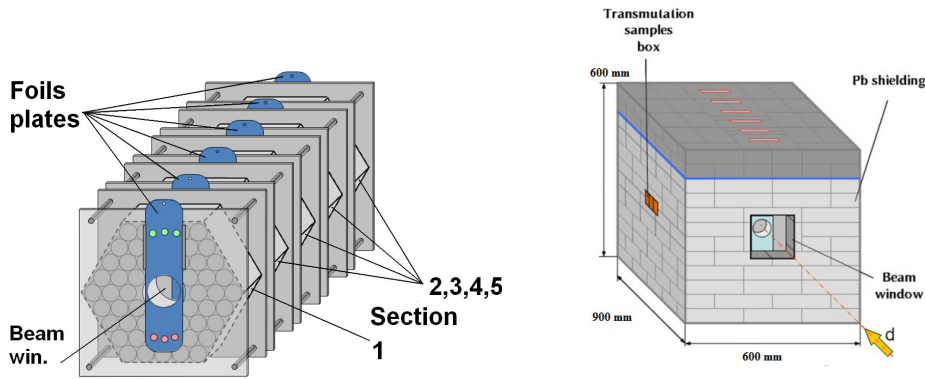 Foils
plates
Beam
win.
2,3,4,5
Section
1
Transmutation
samples
box
600 mm
Pb shielding
Beam
window
900 mm
600 mm
d